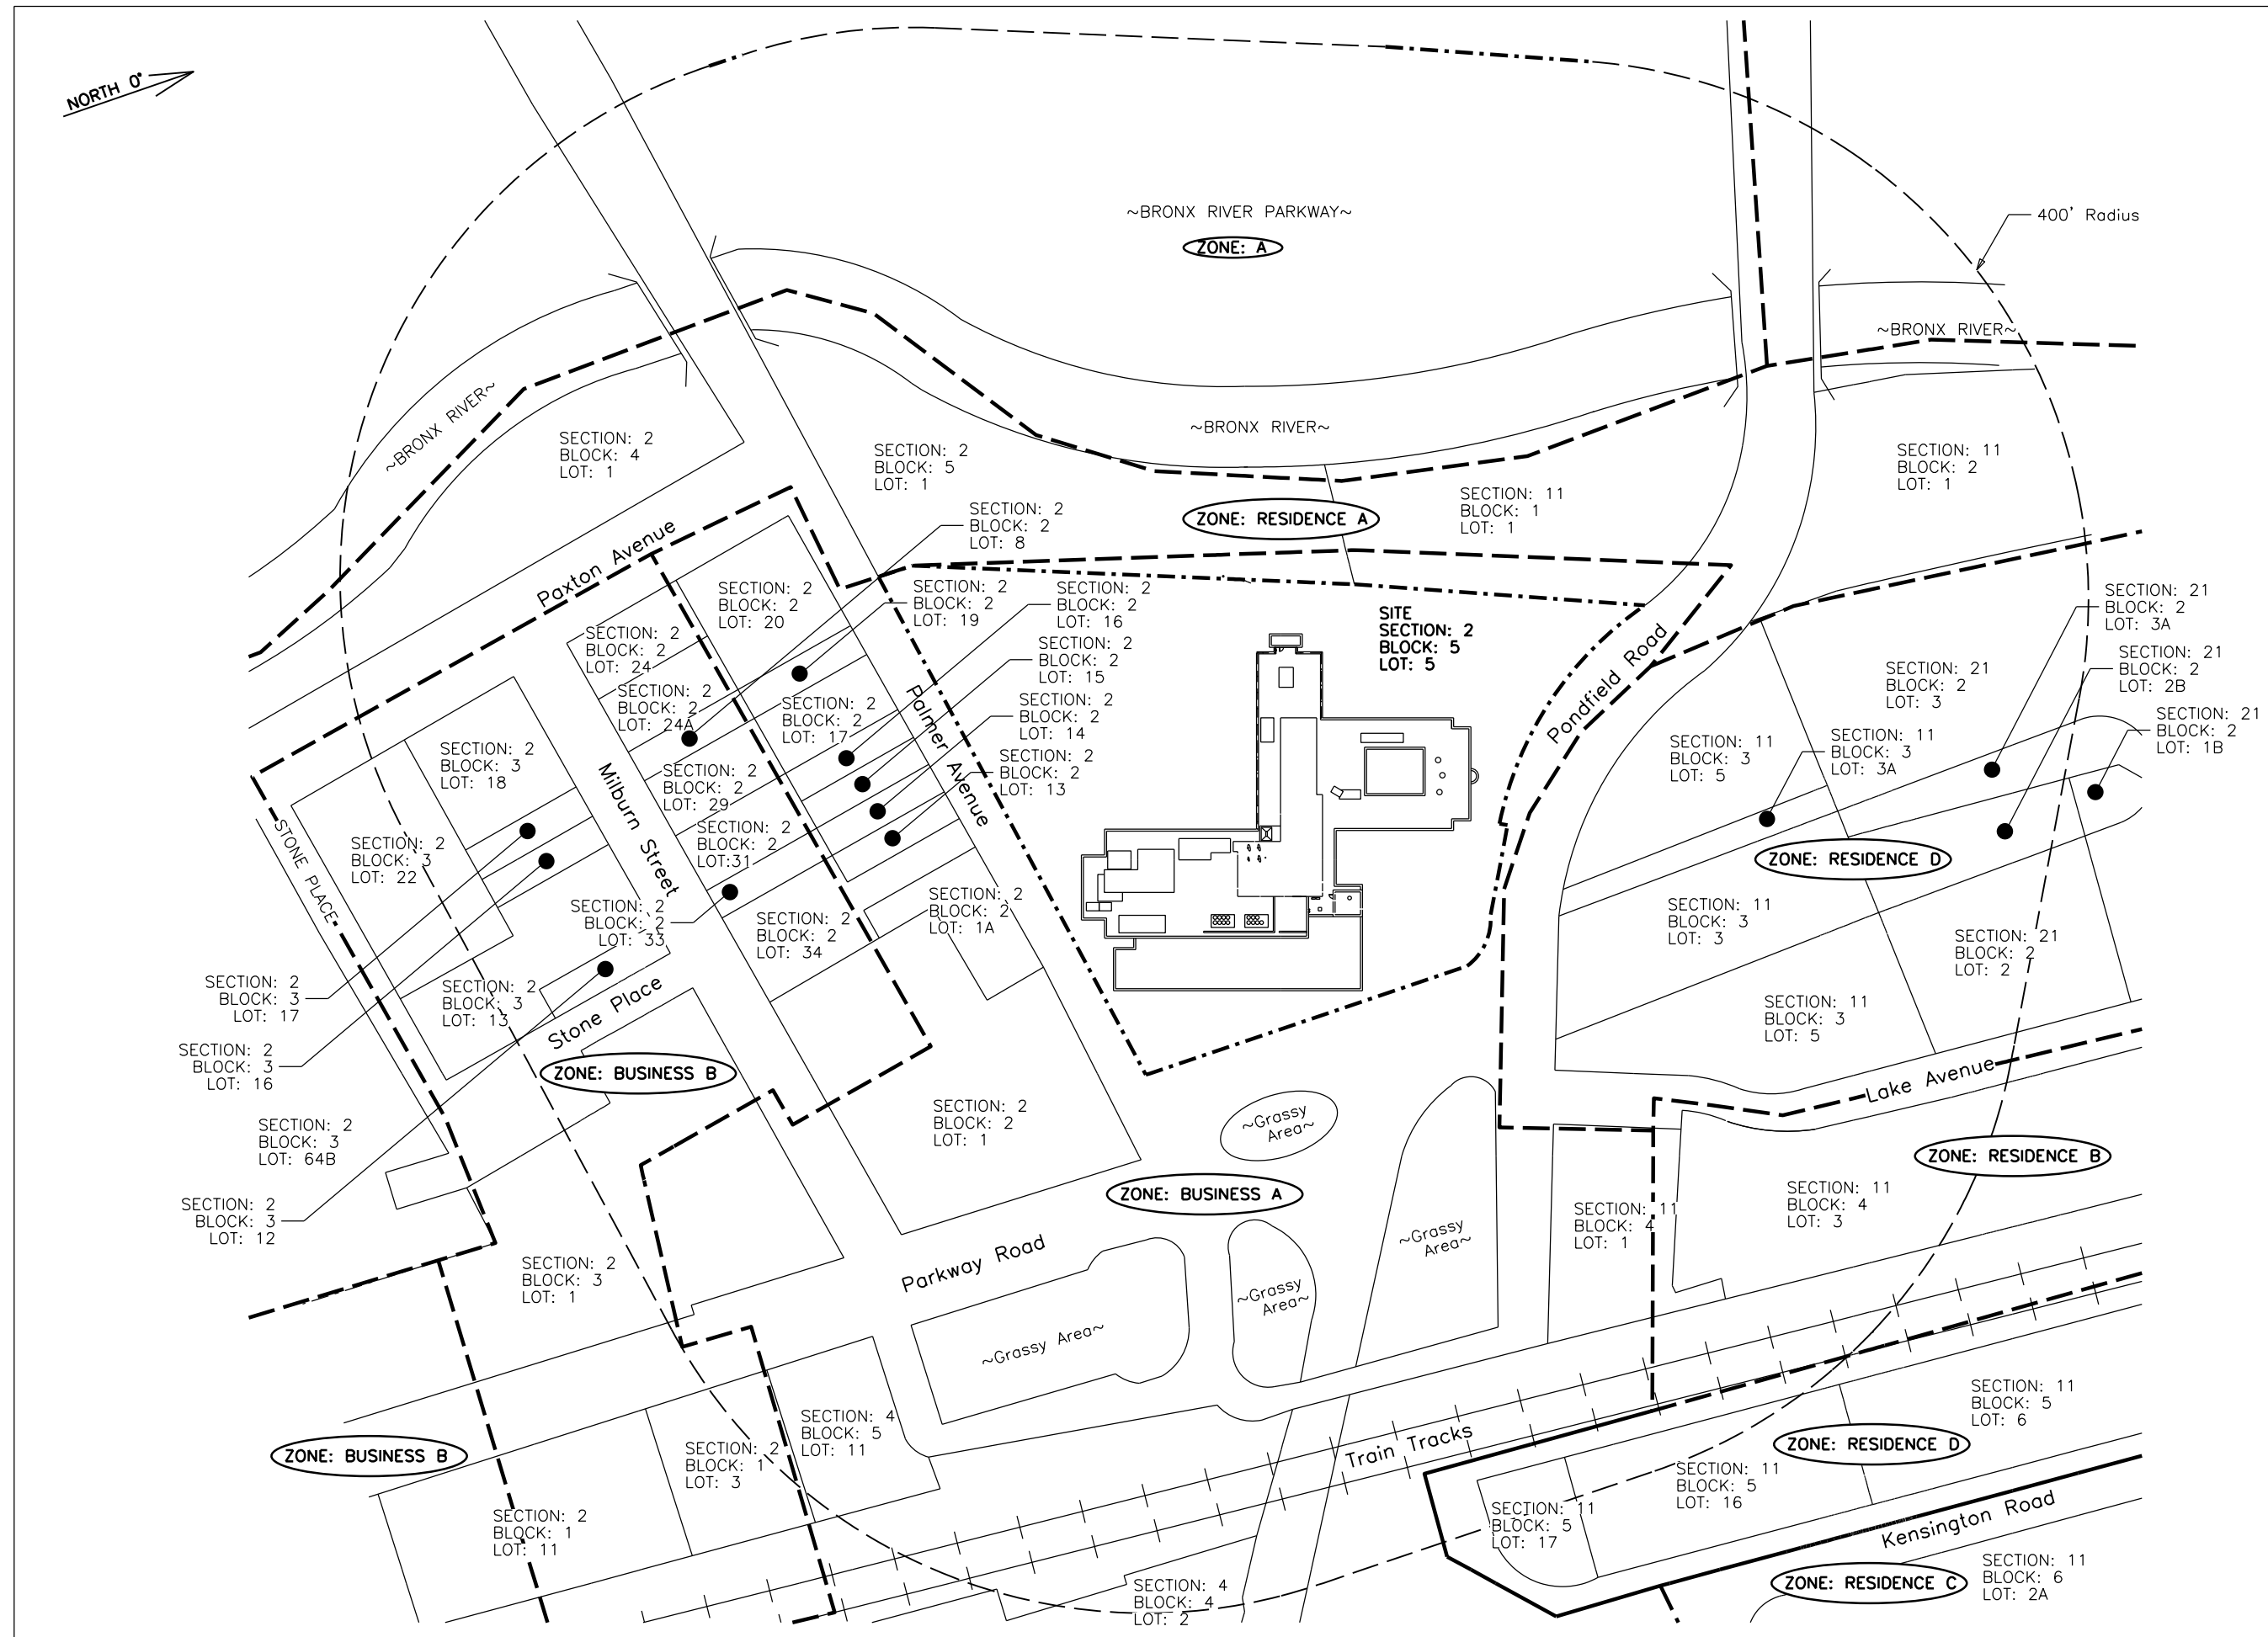 NORTH 0°
400' Radius
~BRONX RIVER PARKWAY~
ZONE: A
~BRONX RIVER~
~BRONX RIVER~
~BRONX RIVER~
SECTION: 2
BLOCK: 4
LOT: 1
SECTION: 2
BLOCK: 5
LOT: 1
SECTION: 11
BLOCK: 1
LOT: 1
SECTION: 11
BLOCK: 2
LOT: 1
ZONE: RESIDENCE A
Paxton Avenue
SECTION: 2
BLOCK: 2
LOT: 8
SECTION: 2
BLOCK: 2
LOT: 20
SECTION: 2
BLOCK: 2
LOT: 19
SECTION: 2
BLOCK: 2
LOT: 16
SITE
SECTION: 2
BLOCK: 5
LOT: 5
Pondfield Road
SECTION: 21
BLOCK: 2
LOT: 3A
SECTION: 2
BLOCK: 2
LOT: 24
SECTION: 2
BLOCK: 2
LOT: 15
SECTION: 21
BLOCK: 2
LOT: 3
SECTION: 21
BLOCK: 2
LOT: 2B
SECTION: 2
BLOCK: 2
LOT: 24A
SECTION: 2
BLOCK: 2
LOT: 17
Palmer Avenue
SECTION: 2
BLOCK: 2
LOT: 14
SECTION: 21
BLOCK: 2
LOT: 1B
SECTION: 2
BLOCK: 3
LOT: 18
Milburn Street
SECTION: 2
BLOCK: 2
LOT: 29
SECTION: 2
BLOCK: 2
LOT: 13
SECTION: 11
BLOCK: 3
LOT: 5
SECTION: 11
BLOCK: 3
LOT: 3A
STONE PLACE
SECTION: 2
BLOCK: 3
LOT: 22
SECTION: 2
BLOCK: 2
LOT:31
ZONE: RESIDENCE D
SECTION: 2
BLOCK: 2
LOT: 33
SECTION: 2
BLOCK: 2
LOT: 34
SECTION: 2
BLOCK: 2
LOT: 1A
SECTION: 11
BLOCK: 3
LOT: 3
SECTION: 21
BLOCK: 2
LOT: 2
SECTION: 2
BLOCK: 3
LOT: 17
SECTION: 2
BLOCK: 3
LOT: 13
Stone Place
SECTION: 11
BLOCK: 3
LOT: 5
SECTION: 2
BLOCK: 3
LOT: 16
ZONE: BUSINESS B
Lake Avenue
SECTION: 2
BLOCK: 3
LOT: 64B
SECTION: 2
BLOCK: 2
LOT: 1
~Grassy
Area~
ZONE: RESIDENCE B
SECTION: 2
BLOCK: 3
LOT: 12
ZONE: BUSINESS A
SECTION: 11
BLOCK: 4
LOT: 1
SECTION: 11
BLOCK: 4
LOT: 3
~Grassy
Area~
SECTION: 2
BLOCK: 3
LOT: 1
Parkway Road
~Grassy
Area~
~Grassy Area~
SECTION: 11
BLOCK: 5
LOT: 6
ZONE: BUSINESS B
SECTION: 2
BLOCK: 1
LOT: 3
SECTION: 4
BLOCK: 5
LOT: 11
Train Tracks
ZONE: RESIDENCE D
SECTION: 11
BLOCK: 5
LOT: 16
SECTION: 2
BLOCK: 1
LOT: 11
SECTION: 11
BLOCK: 5
LOT: 17
Kensington Road
SECTION: 4
BLOCK: 4
LOT: 2
ZONE: RESIDENCE C
SECTION: 11
BLOCK: 6
LOT: 2A